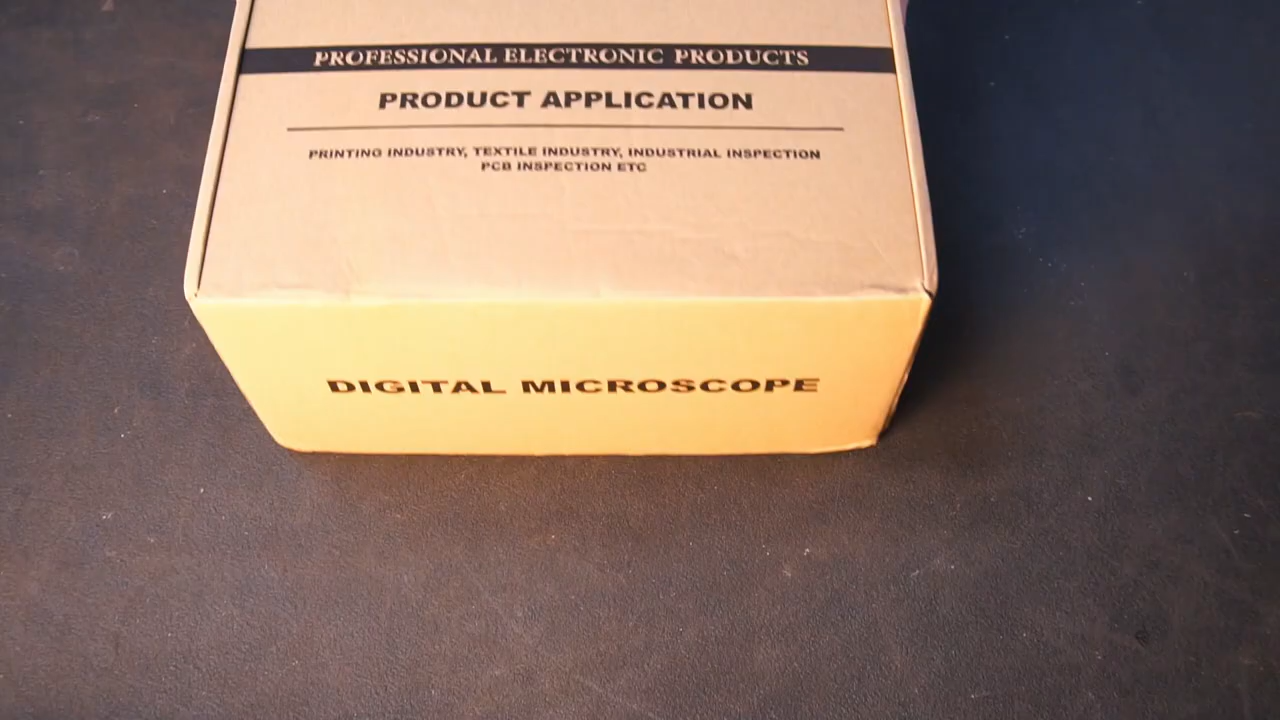 PROFESSIONAL ELECTRONIC PRODUCTS
PRODUCT APPLICATION
PRINTING INDUSTRY, TEXTILE INDUSTRY, INDUSTRIAL INSPECTION
PCB INSPECTION ETC
DIGITAL MICROSCOPE